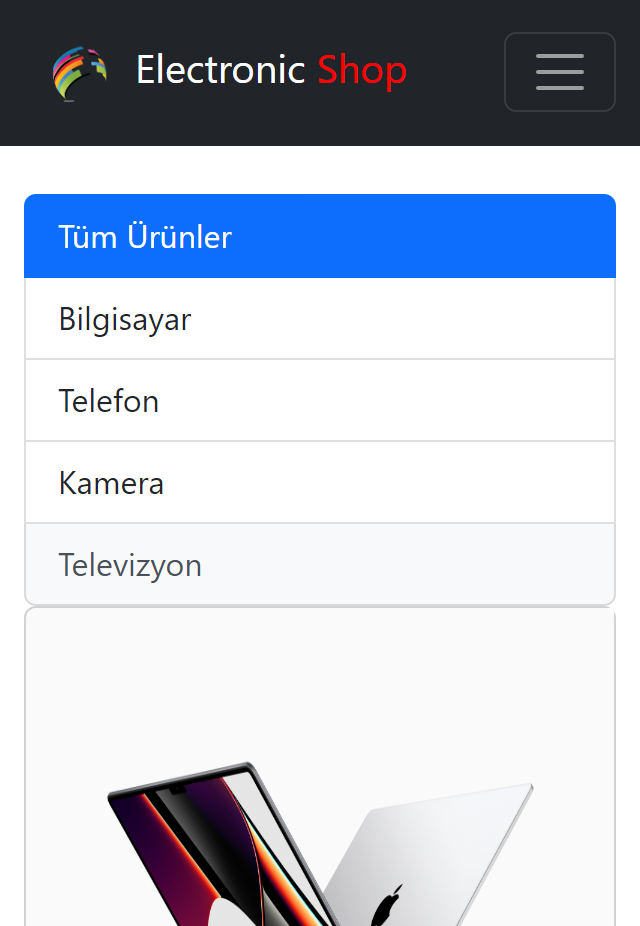 Electronic Shop
Tüm Ürünler
Bilgisayar
Telefon
Kamera
Televizyon